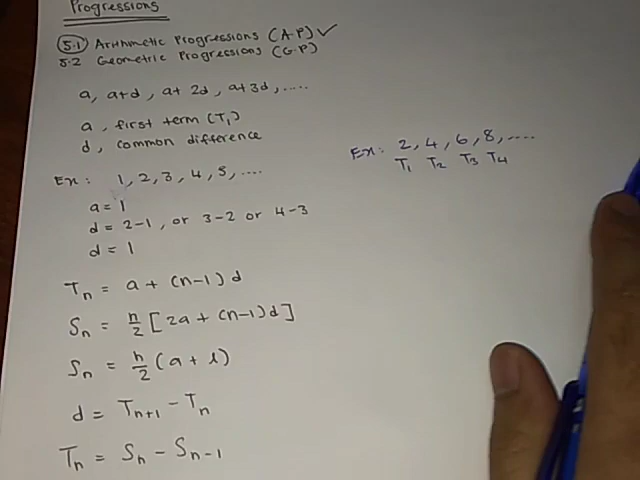 Progressions
5.1 Arithmetic Progressions (A.P) ✓
5.2 Geometric Progressions (G.P)
a, a+d, a+2d, a+3d, .....
a, first term (T₁)
d, common difference
Ex: 1, 2, 3, 4, 5, ....
a = 1
d = 2-1, or 3-2 or 4-3
d = 1
Tₙ = a + (n-1) d
Sₙ = n/2 [2a + (n-1)d]
Sₙ = n/2 (a + l)
d = Tₙ₊₁ - Tₙ
Tₙ = Sₙ - Sₙ₋₁
Ex: 2, 4, 6, 8, .....
T₁ T₂ T₃ T₄